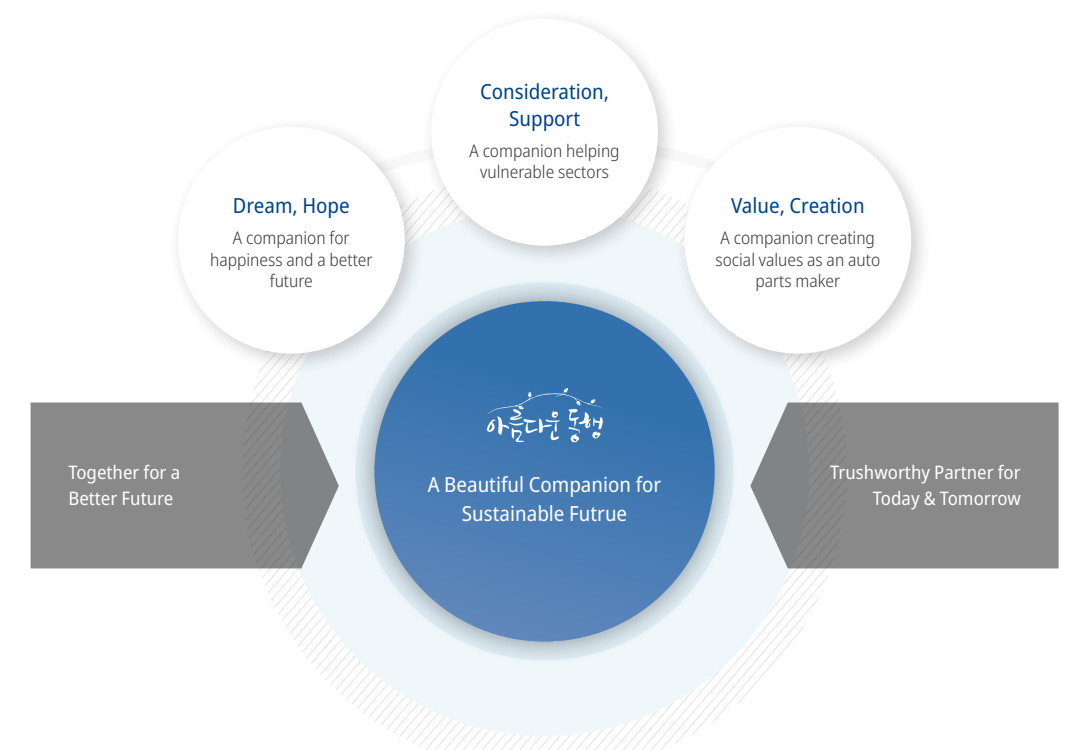 Consideration,
Support
A companion helping
vulnerable sectors
Dream, Hope
A companion for
happiness and a better
future
Value, Creation
A companion creating
social values as an auto
parts maker
아름다운 동행
A Beautiful Companion for
Sustainable Futrue
Together for a
Better Future
Trushworthy Partner for
Today & Tomorrow